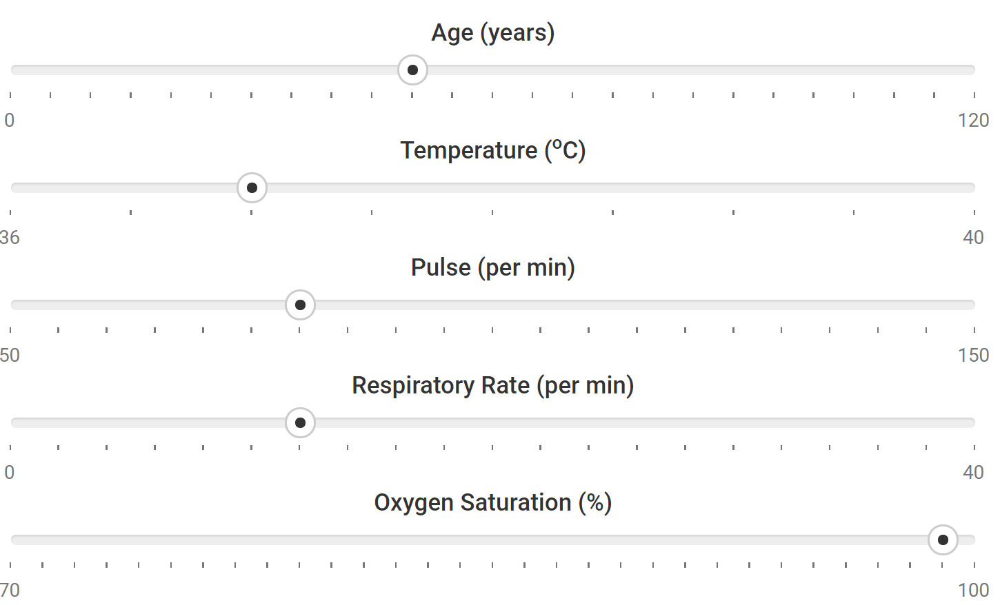 Age (years)
0 120
Temperature (ºC)
36 40
Pulse (per min)
50 150
Respiratory Rate (per min)
0 40
Oxygen Saturation (%)
70 100